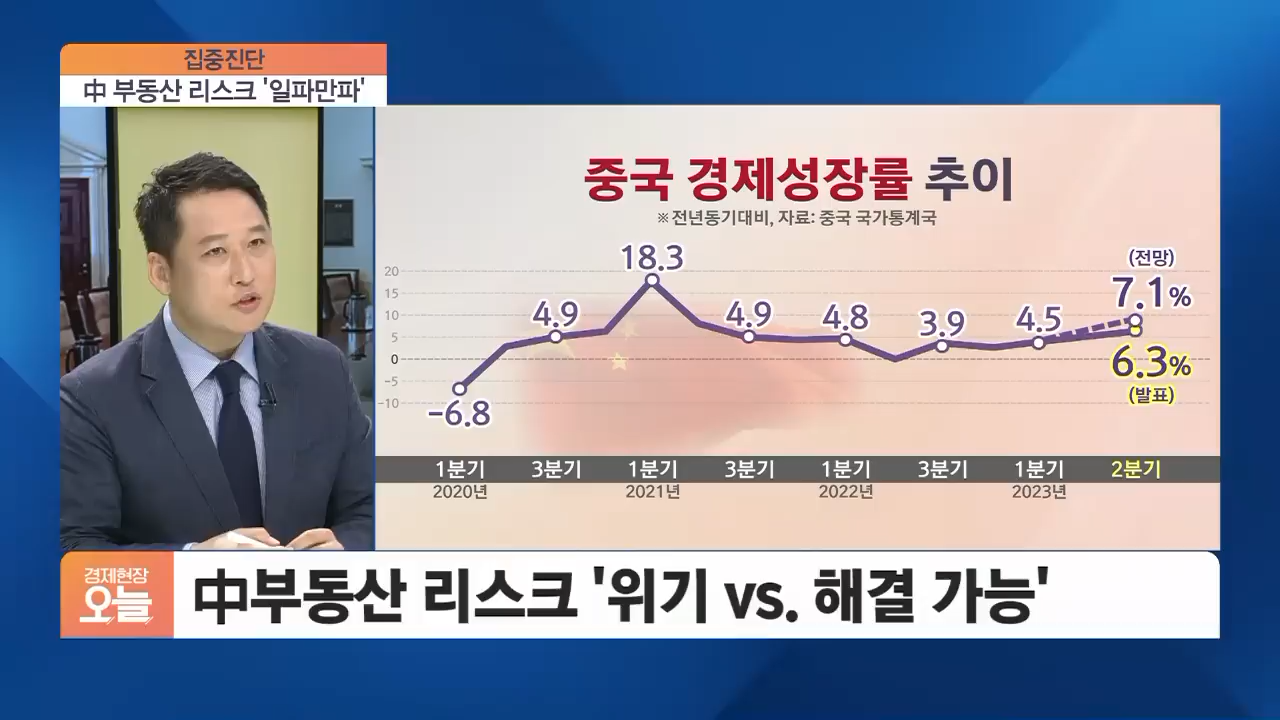 집중진단
中 부동산 리스크 '일파만파'
중국 경제성장률 추이
※ 전년동기대비, 자료: 중국 국가통계국
20
15
10
5
0
-5
-10
-6.8
4.9
18.3
4.9
4.8
3.9
4.5
(전망)
7.1%
6.3%
(발표)
1분기 3분기 1분기 3분기 1분기 3분기 1분기 2분기
2020년 2021년 2022년 2023년
경제현장
오늘
中부동산 리스크 '위기 vs. 해결 가능'